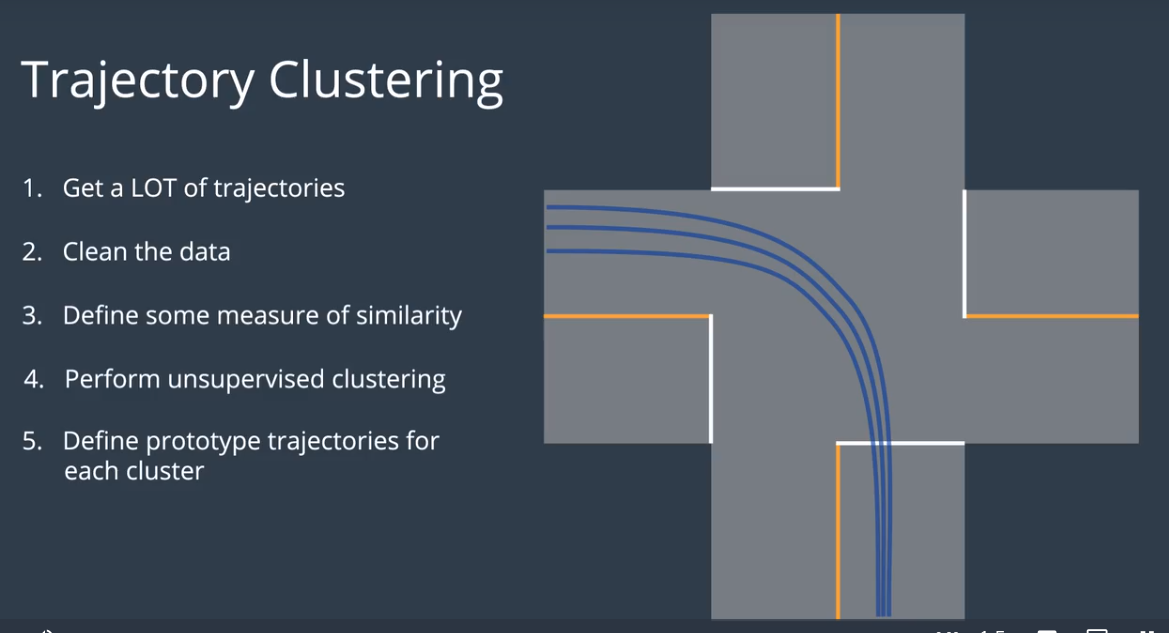 Trajectory Clustering
1. Get a LOT of trajectories
2. Clean the data
3. Define some measure of similarity
4. Perform unsupervised clustering
5. Define prototype trajectories for
each cluster